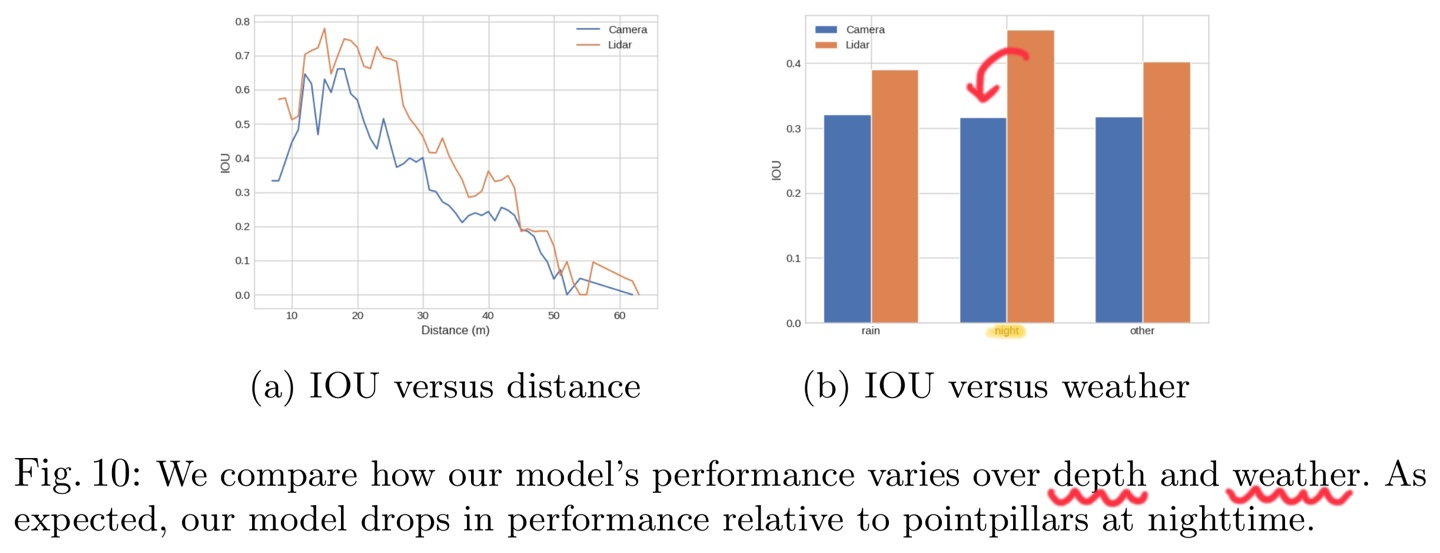 0.8
0.7
0.6
0.5
0.4
0.3
0.2
0.1
0.0
IOU
Camera
Lidar
10 20 30 40 50 60
Distance (m)
(a) IOU versus distance
Camera
Lidar
0.4
0.3
0.2
0.1
0.0
IOU
rain night other
(b) IOU versus weather
Fig. 10: We compare how our model's performance varies over depth and weather. As
expected, our model drops in performance relative to pointpillars at nighttime.